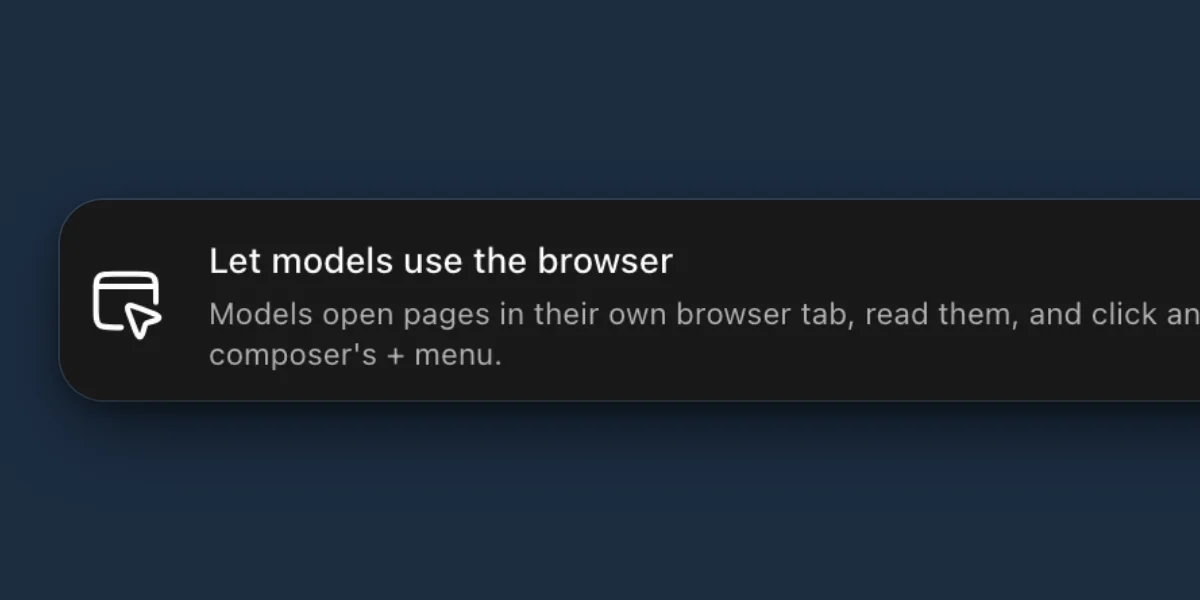 Let models use the browser
Models open pages in their own browser tab, read them, and click an
composer's + menu.